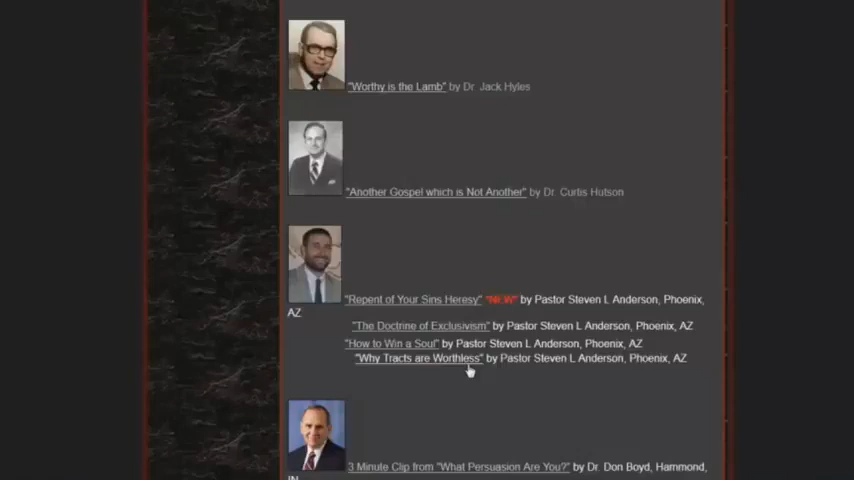 "Worthy is the Lamb" by Dr. Jack Hyles
"Another Gospel which is Not Another" by Dr. Curtis Hutson
"Repent of Your Sins Heresy" *NEW* by Pastor Steven L Anderson, Phoenix,
AZ
"The Doctrine of Exclusivism" by Pastor Steven L Anderson, Phoenix, AZ
"How to Win a Soul" by Pastor Steven L Anderson, Phoenix, AZ
"Why Tracts are Worthless" by Pastor Steven L Anderson, Phoenix, AZ
3 Minute Clip from "What Persuasion Are You?" by Dr. Don Boyd, Hammond,
IN